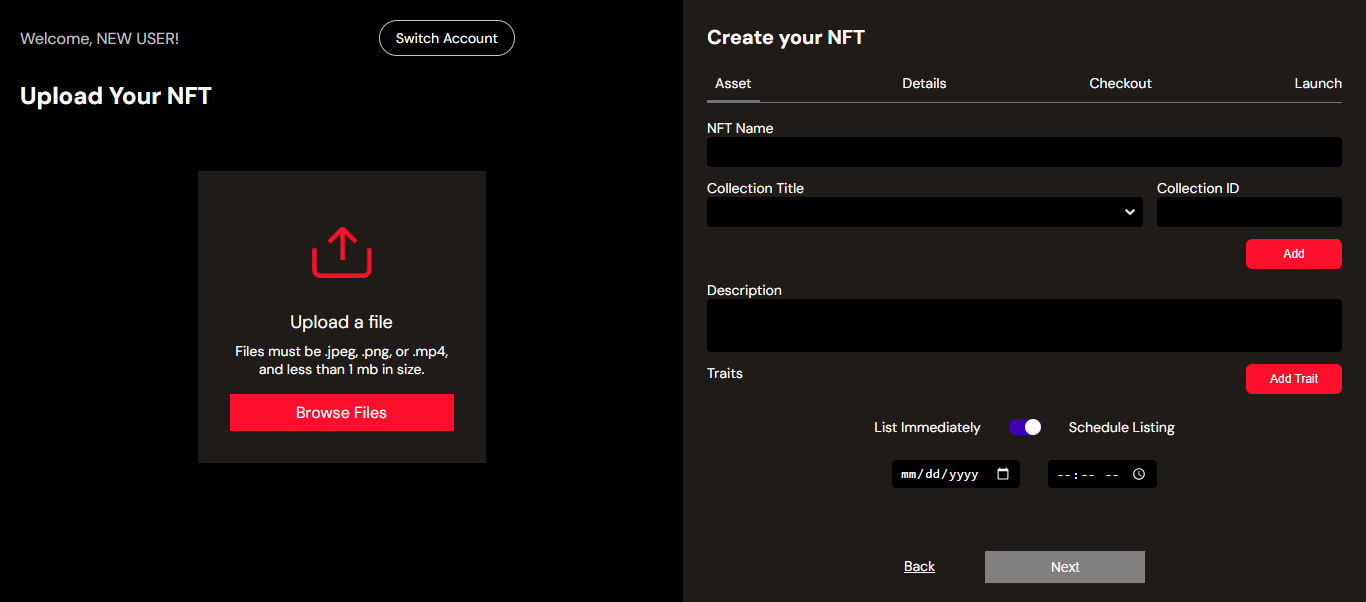 Welcome, NEW USER!
Switch Account
Upload Your NFT
Upload a file
Files must be .jpeg, .png, or .mp4,
and less than 1 mb in size.
Browse Files
Create your NFT
Asset Details Checkout Launch
NFT Name
Collection Title Collection ID
Add
Description
Traits Add Trait
List Immediately Schedule Listing
mm/dd/yyyy --:-- --
Back Next